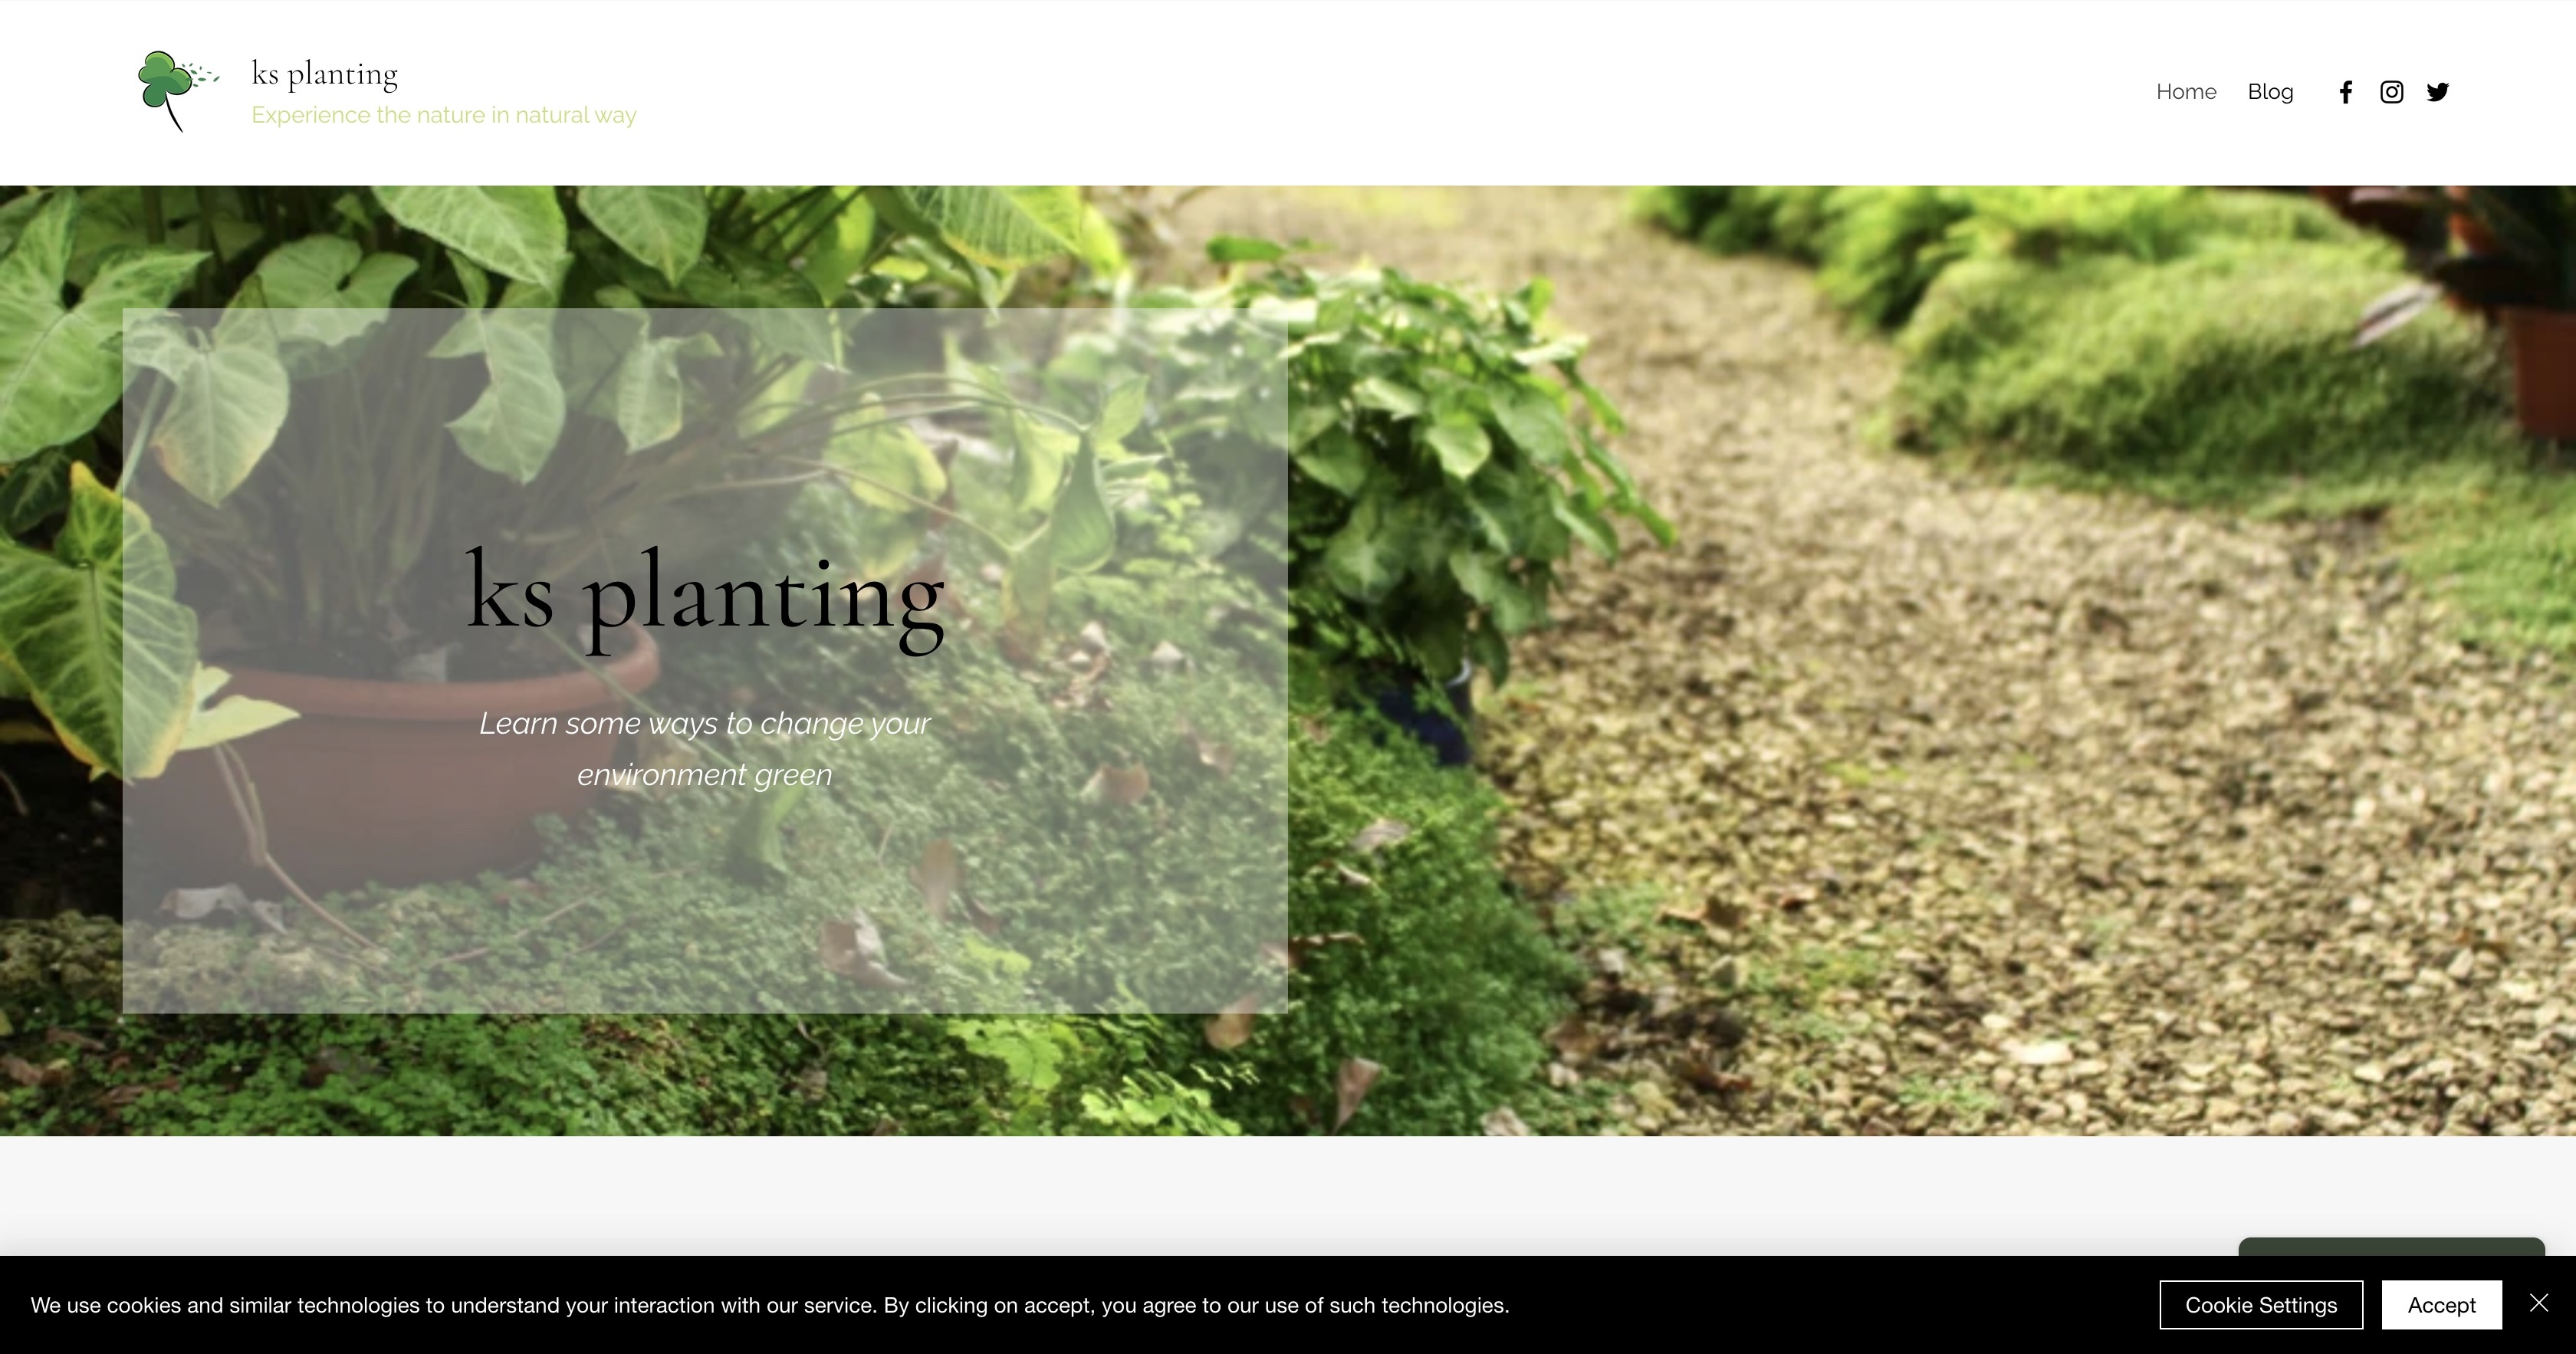 ks planting
Experience the nature in natural way
Home
Blog
ks planting
Learn some ways to change your
environment green
We use cookies and similar technologies to understand your interaction with our service. By clicking on accept, you agree to our use of such technologies.
Cookie Settings
Accept